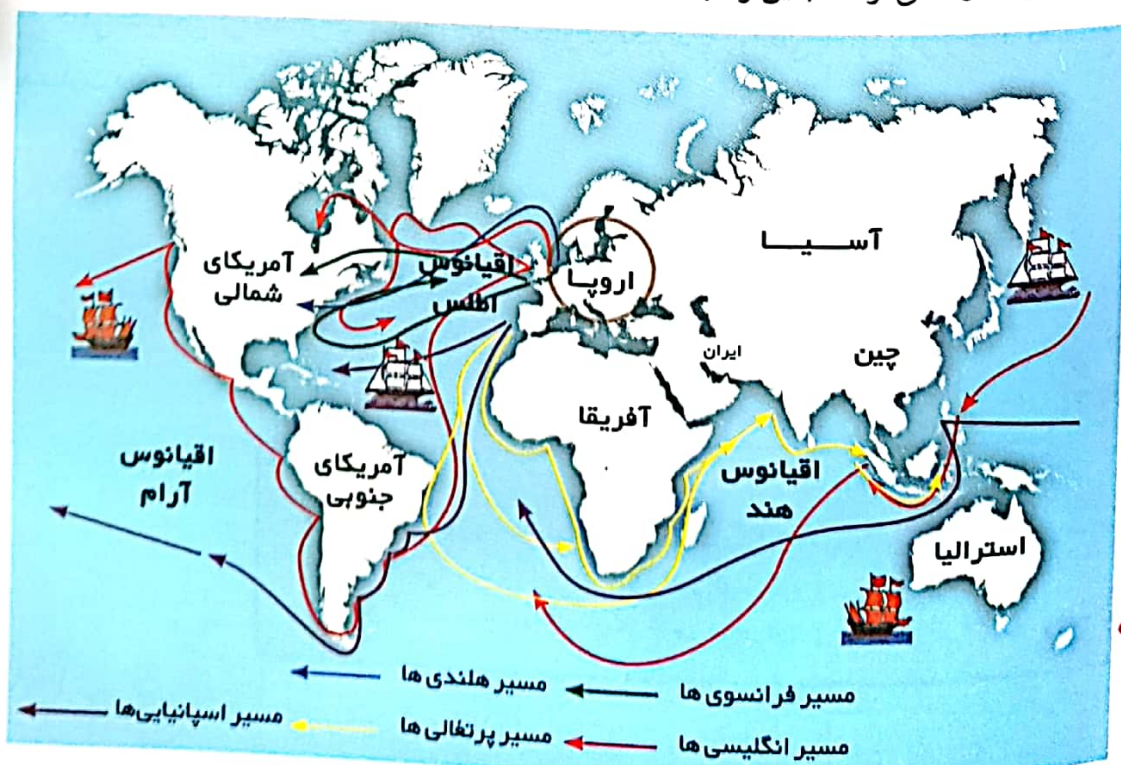 آسیا
اروپا
آمریکای
شمالی
اقیانوس
اطلس
ایران
چین
آفریقا
اقیانوس
هند
آمریکای
جنوبی
اقیانوس
آرام
استرالیا
مسیر فرانسوی ها
مسیر هلندی ها
مسیر انگلیسی ها
مسیر پرتغالی ها
مسیر اسپانیایی‌ها